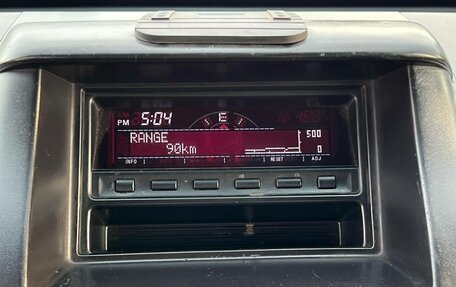 PM 5:04 E
RANGE 500
90km 0
INFO RESET ADJ